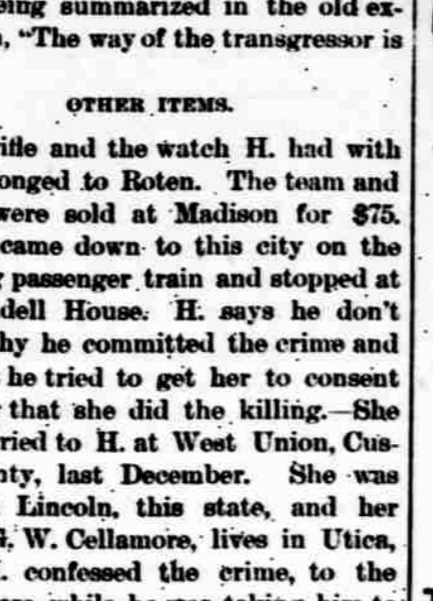 eing summarized in the old ex-
, "The way of the transgressor is
OTHER ITEMS.
ifle and the watch H. had with
onged to Roten. The team and
were sold at Madison for $75.
came down to this city on the
passenger train and stopped at
dell House. H. says he don't
hy he committed the crime and
he tried to get her to consent
that she did the killing.—She
ried to H. at West Union, Cus-
nty, last December. She was
Lincoln, this state, and her
G. W. Cellamore, lives in Utica,
. confessed the crime, to the